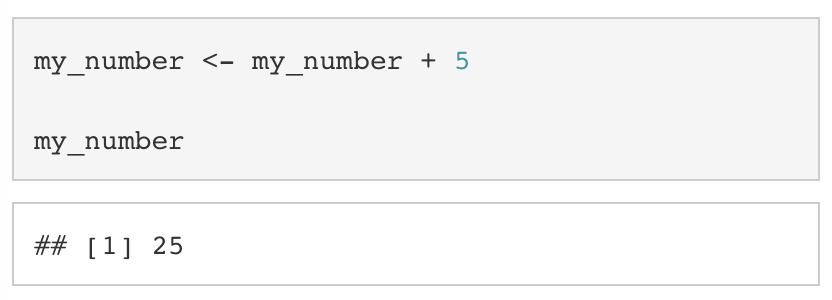 my_number <- my_number + 5
my_number
## [1] 25